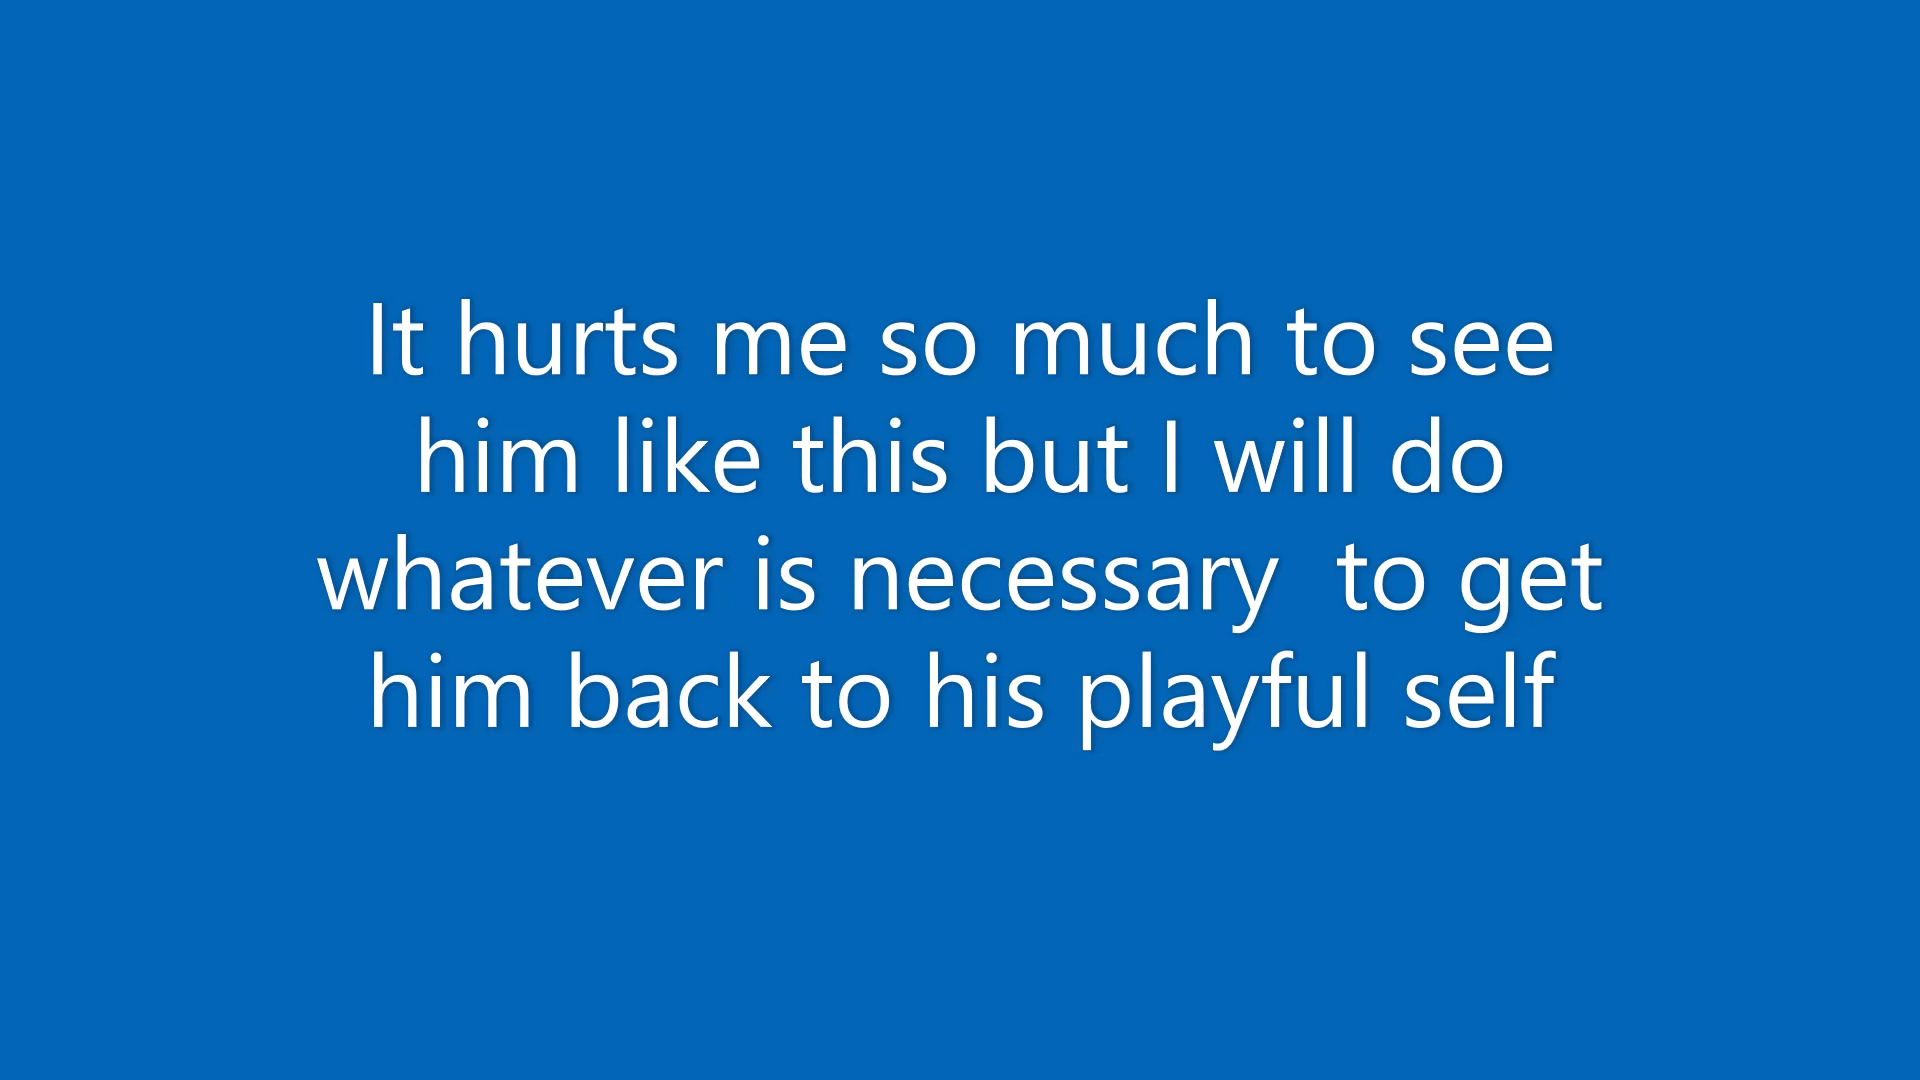 It hurts me so much to see
him like this but I will do
whatever is necessary  to get
him back to his playful self